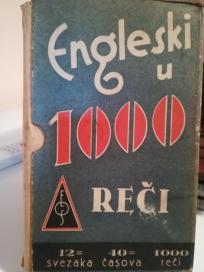 Engleski
u
1000
REČI
12= 40= 1000
svezaka časova reči